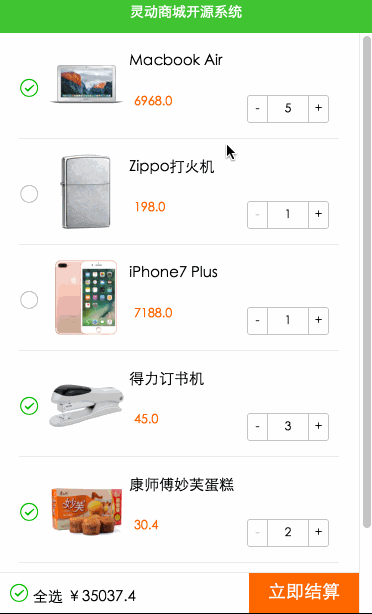 灵动商城开源系统
Macbook Air
6968.0
- 5 +
Zippo打火机
198.0
- 1 +
iPhone7 Plus
7188.0
- 1 +
得力订书机
45.0
- 3 +
康师傅妙芙蛋糕
妙芙
30.4
- 2 +
全选 ￥35037.4
立即结算